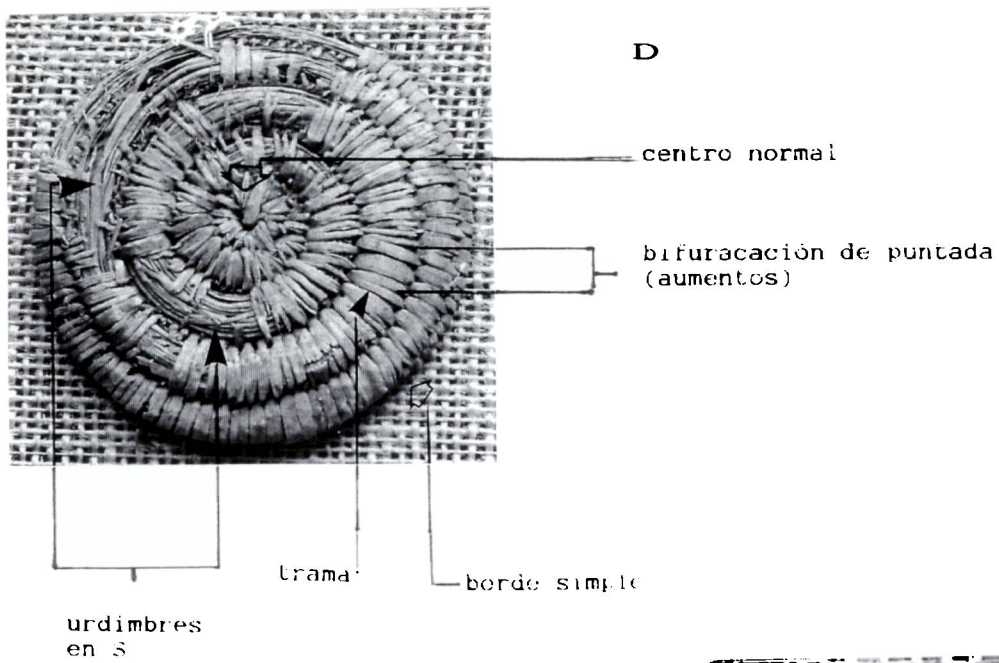 D
centro normal
bifuracación de puntada
(aumentos)
trama
borde simple
urdimbres
en S